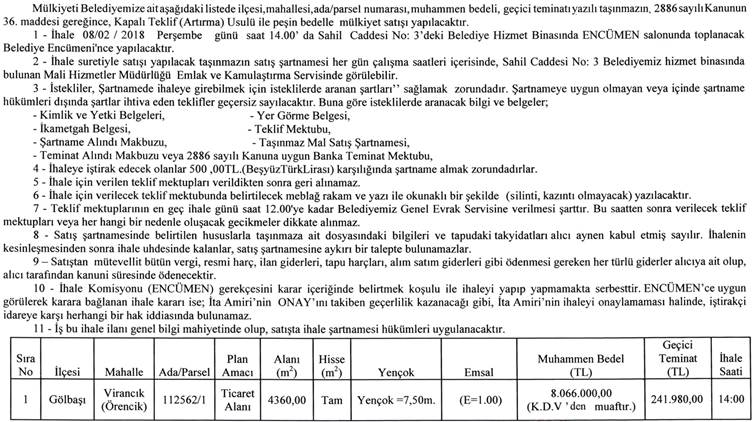 Mülkiyeti Belediyemize ait aşağıdaki listede ilçesi,mahallesi,ada/parsel numarası,muhammen bedeli, geçici teminatı yazılı taşınmazın, 2886 sayılı Kanunun
36. maddesi gereğince, Kapalı Teklif (Artırma) Usulü ile peşin bedelle mülkiyet satışı yapılacaktır.
1 - İhale 08/02 / 2018 Perşembe günü saat 14.00' da Sahil Caddesi No: 3'deki Belediye Hizmet Binasında ENCÜMEN salonunda toplanacak
Belediye Encümeni'nce yapılacaktır.
2 - İhale suretiyle satışı yapılacak taşınmazın satış şartnamesi her gün çalışma saatleri içerisinde, Sahil Caddesi No: 3 Belediyemiz hizmet binasında
bulunan Mali Hizmetler Müdürlüğü Emlak ve Kamulaştırma Servisinde görülebilir.
3 - İstekliler, Şartnamede ihaleye girebilmek için isteklilerde aranan şartları'' sağlamak zorundadır. Şartnameye uygun olmayan veya içinde şartname
hükümleri dışında şartlar ihtiva eden teklifler geçersiz sayılacaktır. Buna göre isteklilerde aranacak bilgi ve belgeler;
- Kimlik ve Yetki Belgeleri, - Yer Görme Belgesi,
- İkametgah Belgesi, - Teklif Mektubu,
- Şartname Alındı Makbuzu - Taşınmaz Mal Satış Şartnamesi,
- Teminat Alındı Makbuzu veya 2886 sayılı Kanuna uygun Banka Teminat Mektubu,
4 - İhaleye iştirak edecek olanlar 500 ,00TL.(BeşyüzTürkLirası) karşılığında şartname almak zorundadırlar.
5 - İhale için verilen teklif mektupları verildikten sonra geri alınamaz.
6 - İhale için verilecek teklif mektubunda belirtilecek meblağ rakam ve yazı ile okunaklı bir şekilde (silinti, kazıntı olmayacak) yazılacaktır.
7 - Teklif mektuplarının en geç ihale günü saat 12.00'ye kadar Belediyemiz Genel Evrak Servisine verilmesi şarttır. Bu saatten sonra verilecek teklif
mektupları veya her hangi bir nedenle oluşacak gecikmeler dikkate alınmaz.
8 - Satış şartnamesinde belirtilen hususlarla taşınmaza ait dosyasındaki bilgileri ve tapudaki takyidatları alıcı aynen kabul etmiş sayılır. İhalenin
kesinleşmesinden sonra ihale uhdesinde kalanlar, satış şartnamesine aykırı bir talepte bulunamazlar.
9 – Satıştan mütevellit bütün vergi, resmi harç, ilan giderleri, tapu harçları, alım satım giderleri gibi ödenmesi gereken her türlü giderler alıcıya ait olup,
alıcı tarafından kanuni süresinde ödenecektir.
10 - İhale Komisyonu (ENCÜMEN) gerekçesini karar içeriğinde belirtmek koşulu ile ihaleyi yapıp yapmamakta serbesttir. ENCÜMEN'ce uygun
görülerek karara bağlanan ihale kararı ise; İta Amiri'nin ONAY'ını takiben geçerlilik kazanacağı gibi, İta Amiri'nin ihaleyi onaylamaması halinde, iştirakçi
idareye karşı herhangi bir hak iddiasında bulunamaz.
11 - İş bu ihale ilanı genel bilgi mahiyetinde olup, satışta ihale şartnamesi hükümleri uygulanacaktır.
Sıra No İlçesi Mahalle Ada/Parsel Plan Amacı Alanı (m²) Hisse (m²) Yençok Emsal Muhammen Bedel (TL) Geçici Teminat (TL) İhale Saati
1 Gölbaşı Virancık (Örencik) 112562/1 Ticaret Alanı 4360,00 Tam Yençok =7,50m. (E=1.00) 8.066.000,00 (K.D.V 'den muaftır.) 241.980,00 14:00